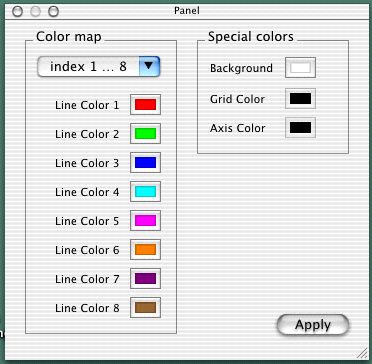 Panel
Color map
index 1 ... 8
Line Color 1
Line Color 2
Line Color 3
Line Color 4
Line Color 5
Line Color 6
Line Color 7
Line Color 8
Special colors
Background
Grid Color
Axis Color
Apply